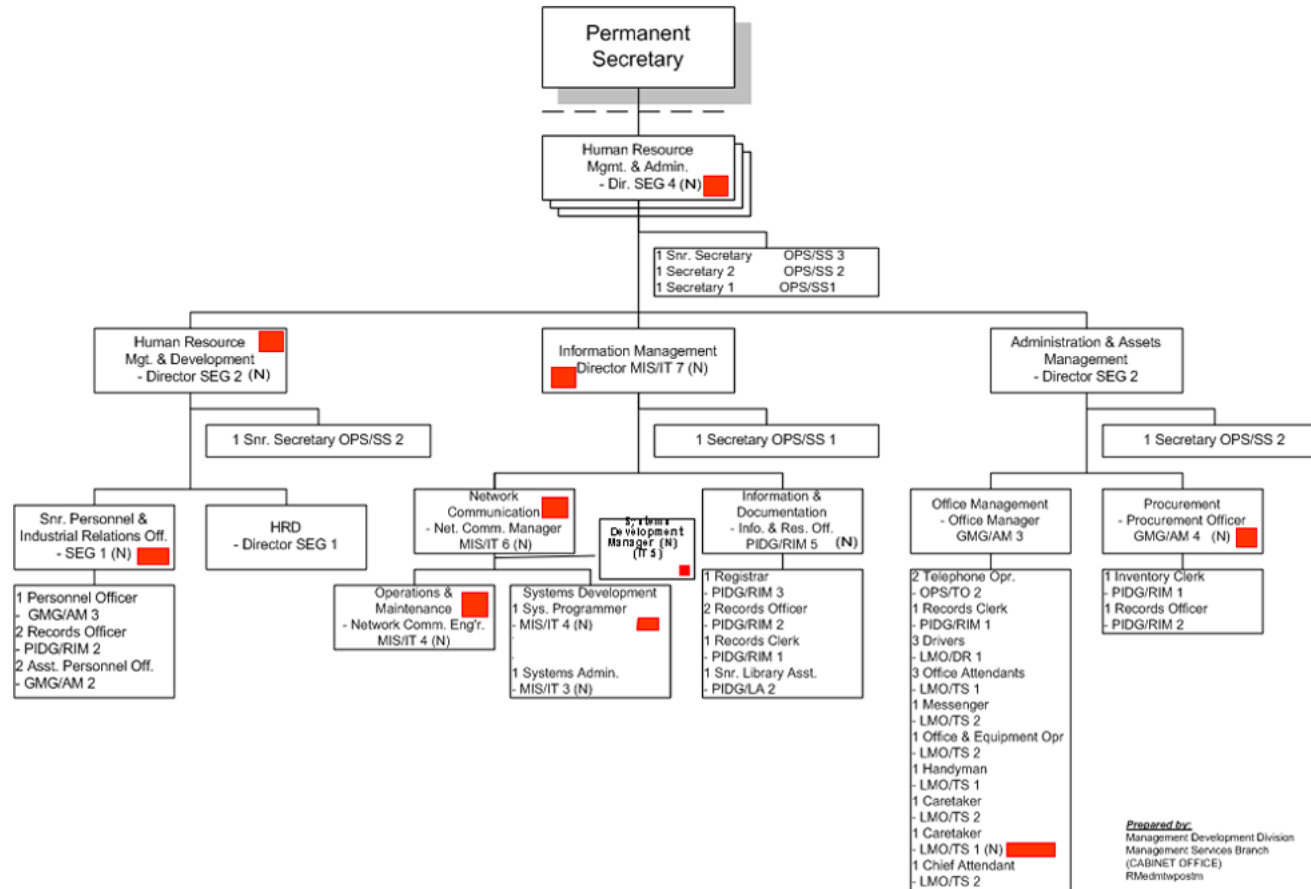 Permanent
Secretary
Human Resource
Mgmt. & Admin.
- Dir. SEG 4 (N)
1 Snr. Secretary OPS/SS 3
1 Secretary 2 OPS/SS 2
1 Secretary 1 OPS/SS1
Human Resource
Mgt. & Development
- Director SEG 2 (N)
Information Management
Director MIS/IT 7 (N)
Administration & Assets
Management
- Director SEG 2
1 Snr. Secretary OPS/SS 2
1 Secretary OPS/SS 1
1 Secretary OPS/SS 2
Snr. Personnel &
Industrial Relations Off.
- SEG 1 (N)
HRD
- Director SEG 1
Network
Communication
- Net. Comm. Manager
MIS/IT 6 (N)
Systems
Development
Manager (N)
(IT 5)
Information &
Documentation
- Info. & Res. Off.
PIDG/RIM 5 (N)
Office Management
- Office Manager
GMG/AM 3
Procurement
- Procurement Officer
GMG/AM 4 (N)
1 Personnel Officer
- GMG/AM 3
2 Records Officer
- PIDG/RIM 2
2 Asst. Personnel Off.
- GMG/AM 2
Operations &
Maintenance
- Network Comm. Eng'r.
MIS/IT 4 (N)
Systems Development
1 Sys. Programmer
- MIS/IT 4 (N)
-
1 Systems Admin.
- MIS/IT 3 (N)
1 Registrar
- PIDG/RIM 3
2 Records Officer
- PIDG/RIM 2
1 Records Clerk
- PIDG/RIM 1
1 Snr. Library Asst.
- PIDG/LA 2
2 Telephone Opr.
- OPS/TO 2
1 Records Clerk
- PIDG/RIM 1
3 Drivers
- LMO/DR 1
3 Office Attendants
- LMO/TS 1
1 Messenger
- LMO/TS 2
1 Office & Equipment Opr
- LMO/TS 2
1 Handyman
- LMO/TS 1
1 Caretaker
- LMO/TS 2
1 Caretaker
- LMO/TS 1 (N)
1 Chief Attendant
- LMO/TS 2
1 Inventory Clerk
- PIDG/RIM 1
1 Records Officer
- PIDG/RIM 2
Prepared by:
Management Development Division
Management Services Branch
(CABINET OFFICE)
RMedmtwpostm